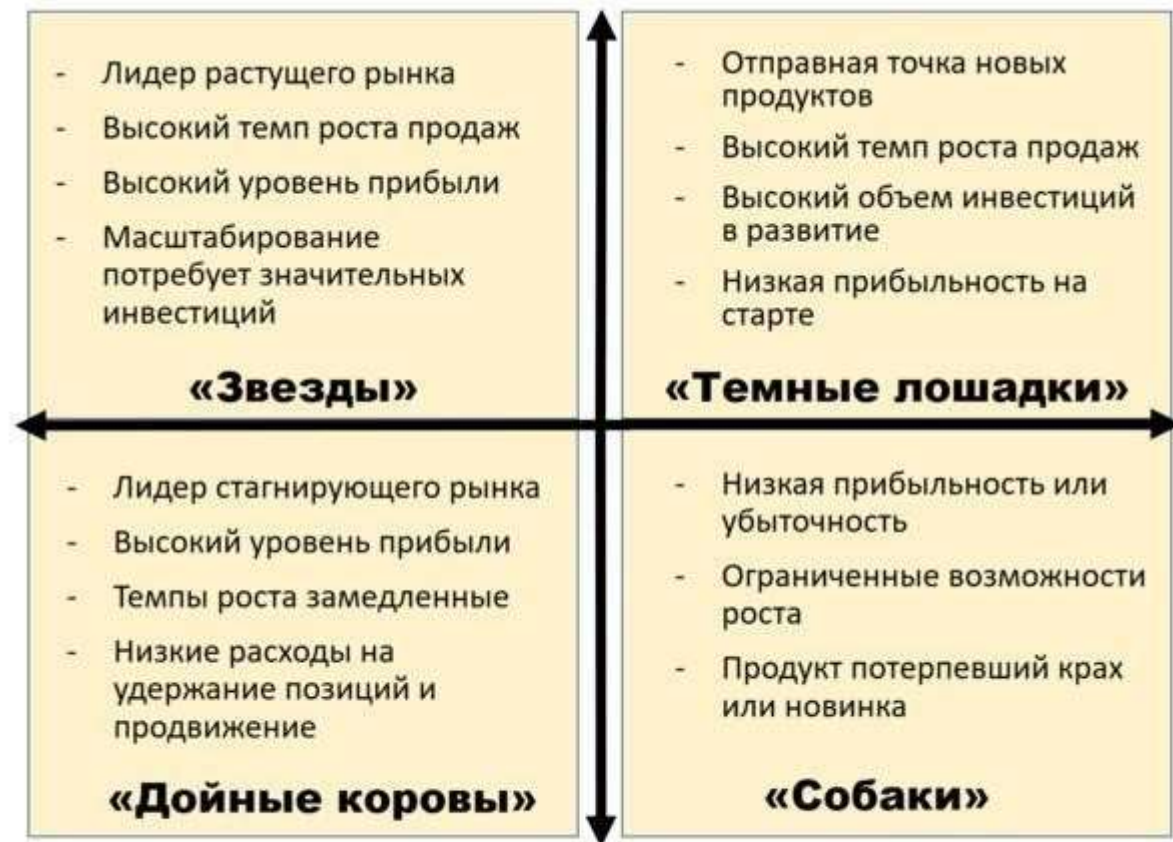 - Лидер растущего рынка
- Высокий темп роста продаж
- Высокий уровень прибыли
- Масштабирование
потребует значительных
инвестиций
«Звезды»
- Отправная точка новых
продуктов
- Высокий темп роста продаж
- Высокий объем инвестиций
в развитие
- Низкая прибыльность на
старте
«Темные лошадки»
- Лидер стагнирующего рынка
- Высокий уровень прибыли
- Темпы роста замедленные
- Низкие расходы на
удержание позиций и
продвижение
«Дойные коровы»
- Низкая прибыльность или
убыточность
- Ограниченные возможности
роста
- Продукт потерпевший крах
или новинка
«Собаки»